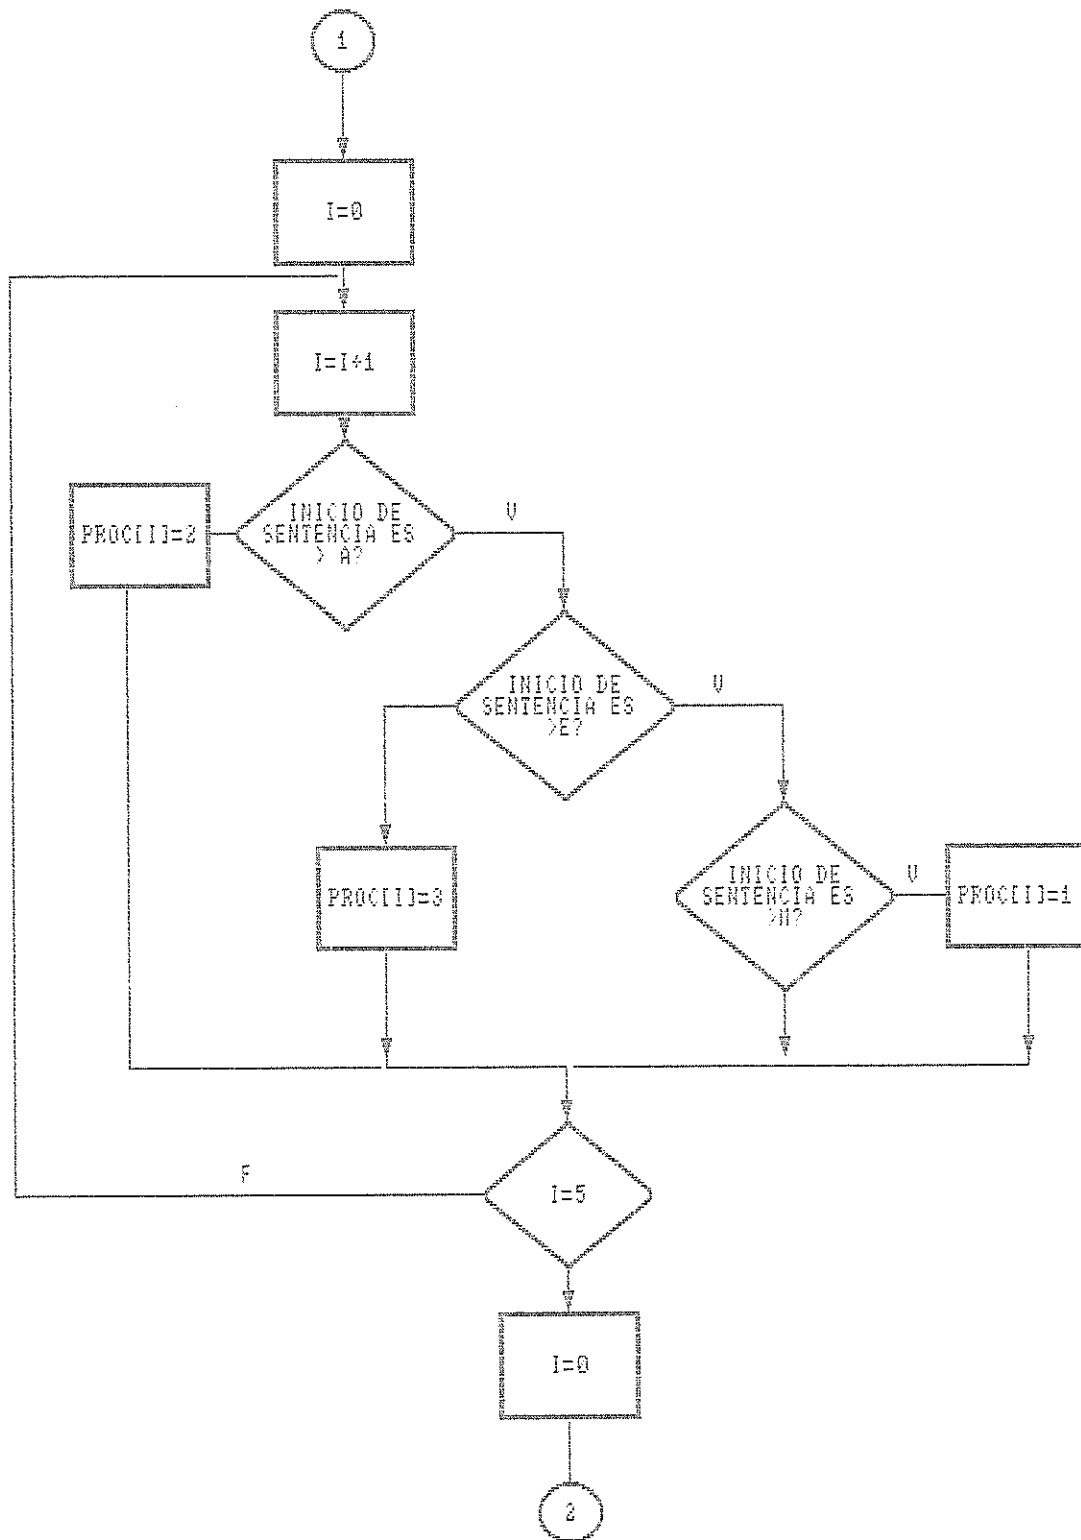 1
I=0
I=I+1
PROC[I]=2
INICIO DE
SENTENCIA ES
> A?
V
INICIO DE
SENTENCIA ES
>E?
V
PROC[I]=3
INICIO DE
SENTENCIA ES
V
PROC[I]=1
F
I=5
I=0
2